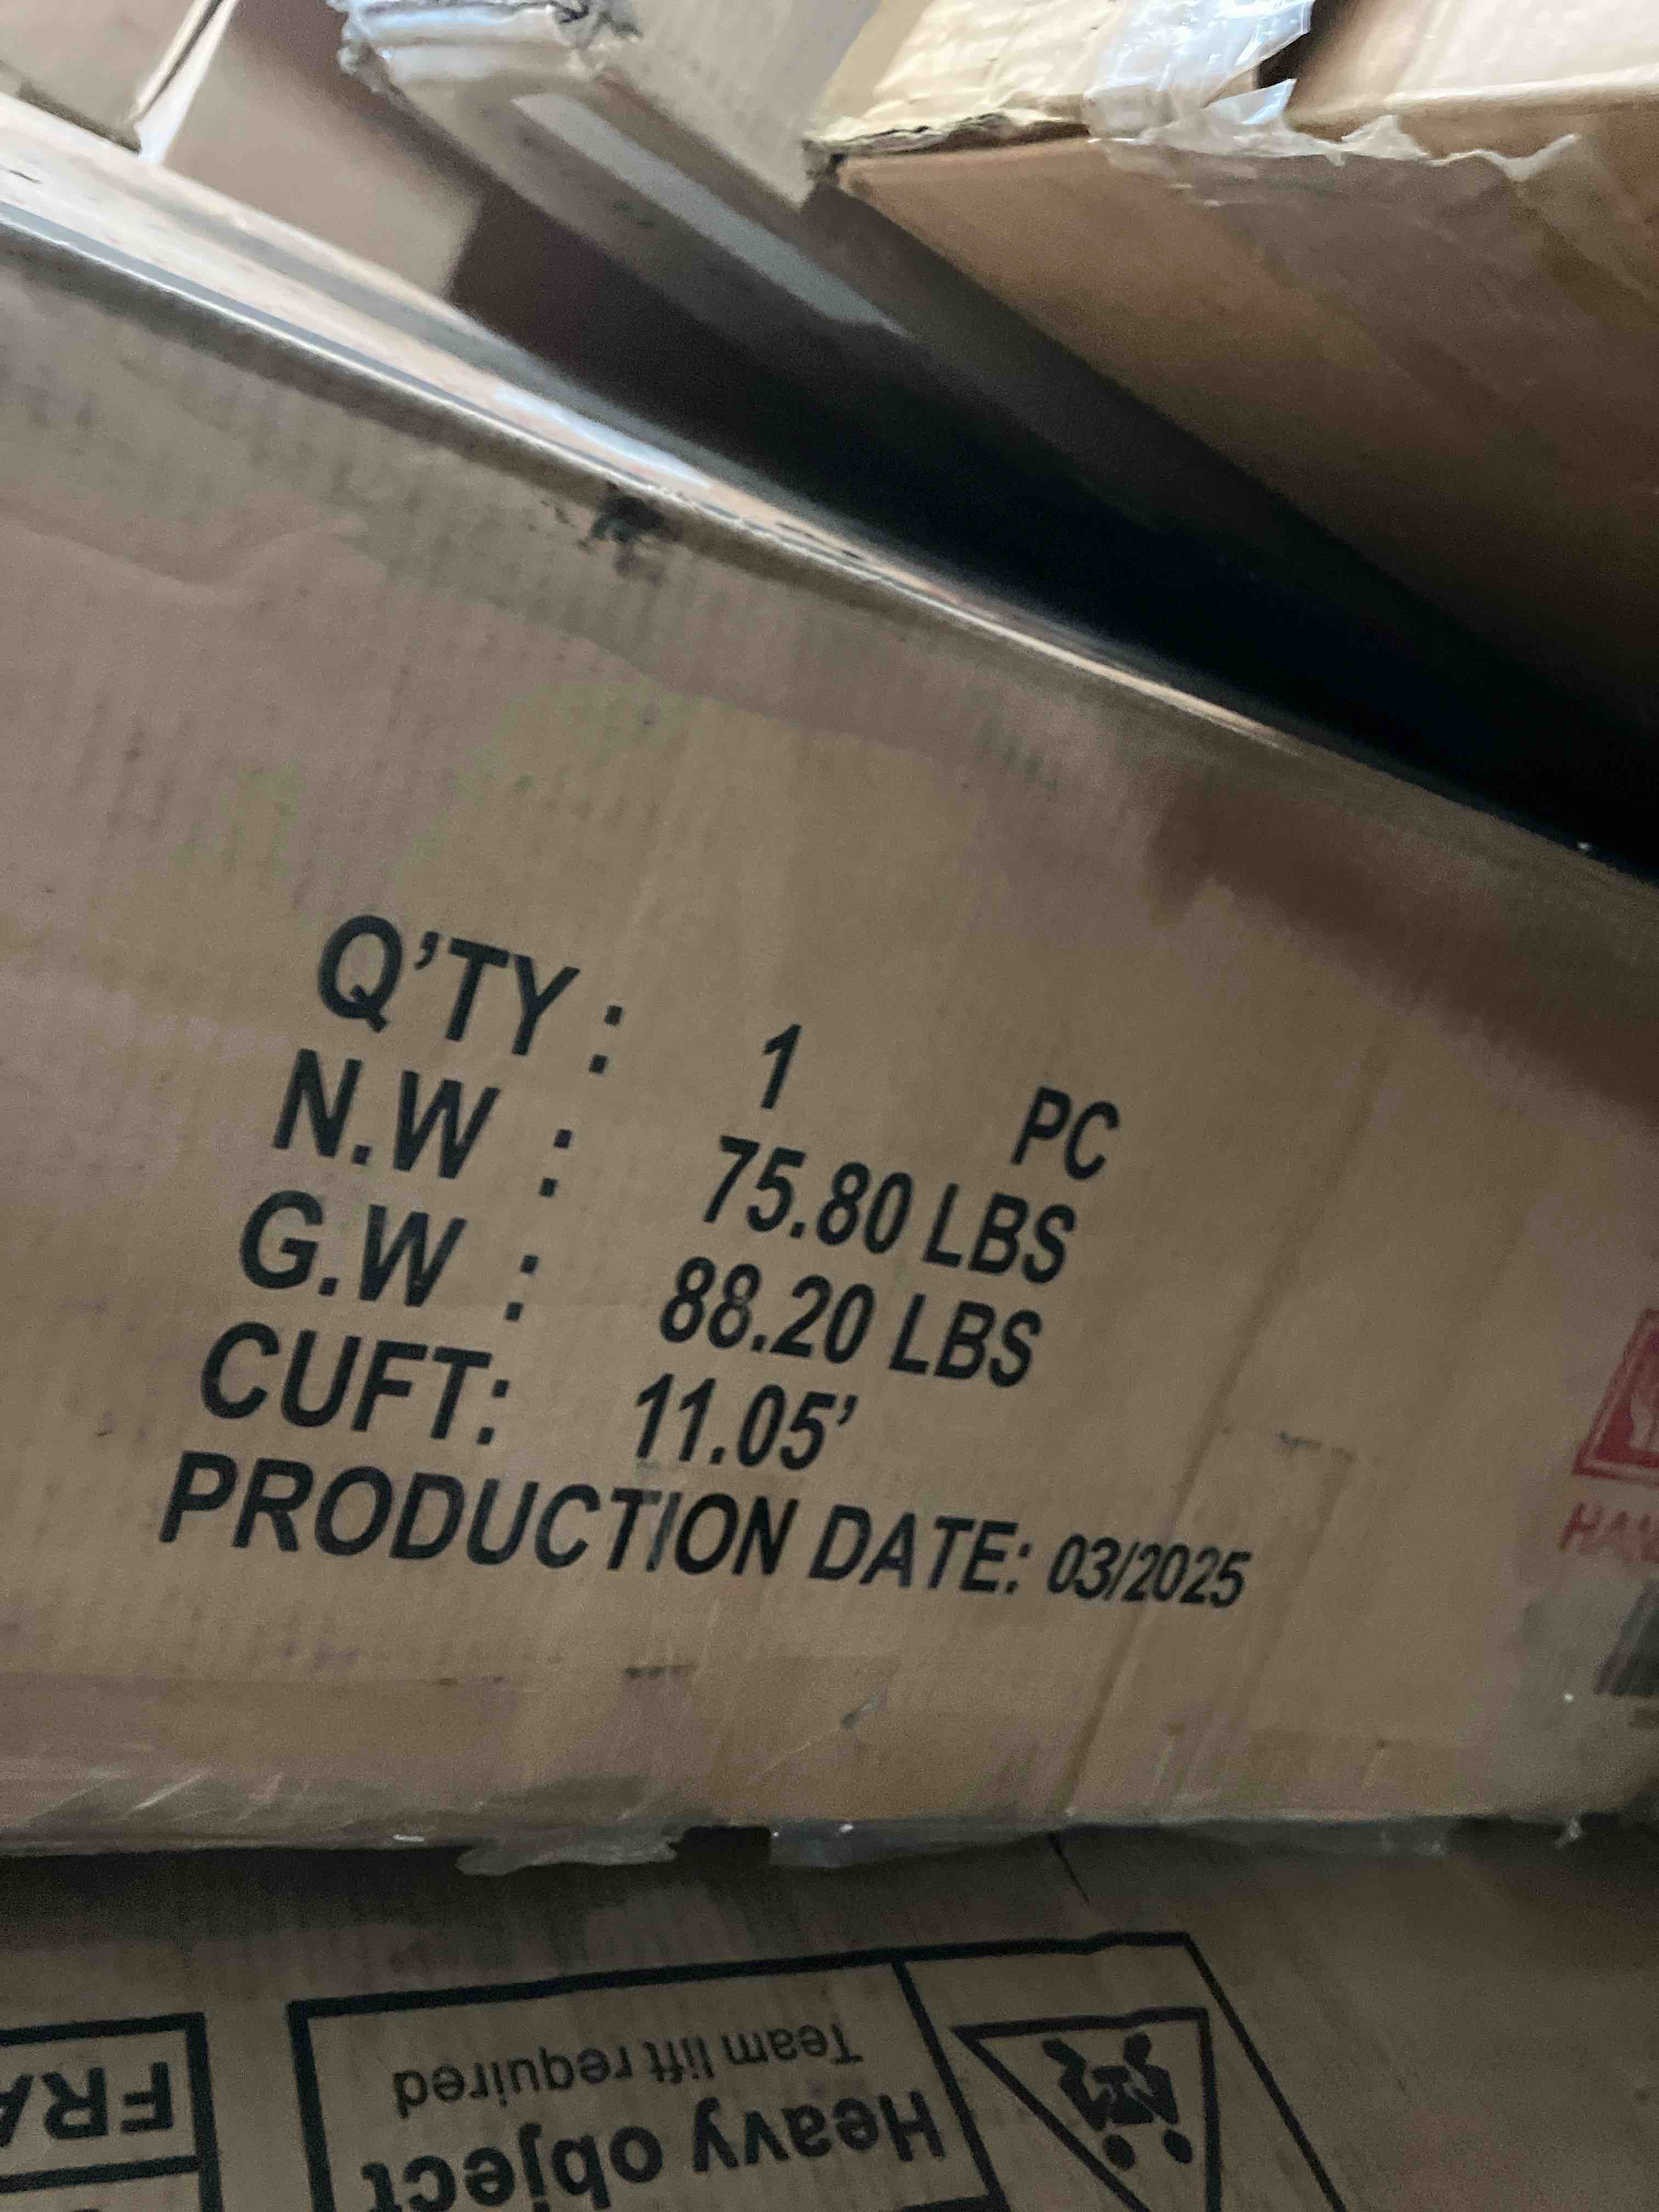 Q'TY : 1 PC
N.W : 75.80 LBS
G.W : 88.20 LBS
CUFT: 11.05'
PRODUCTION DATE: 03/2025
Heavy object
Team lift required